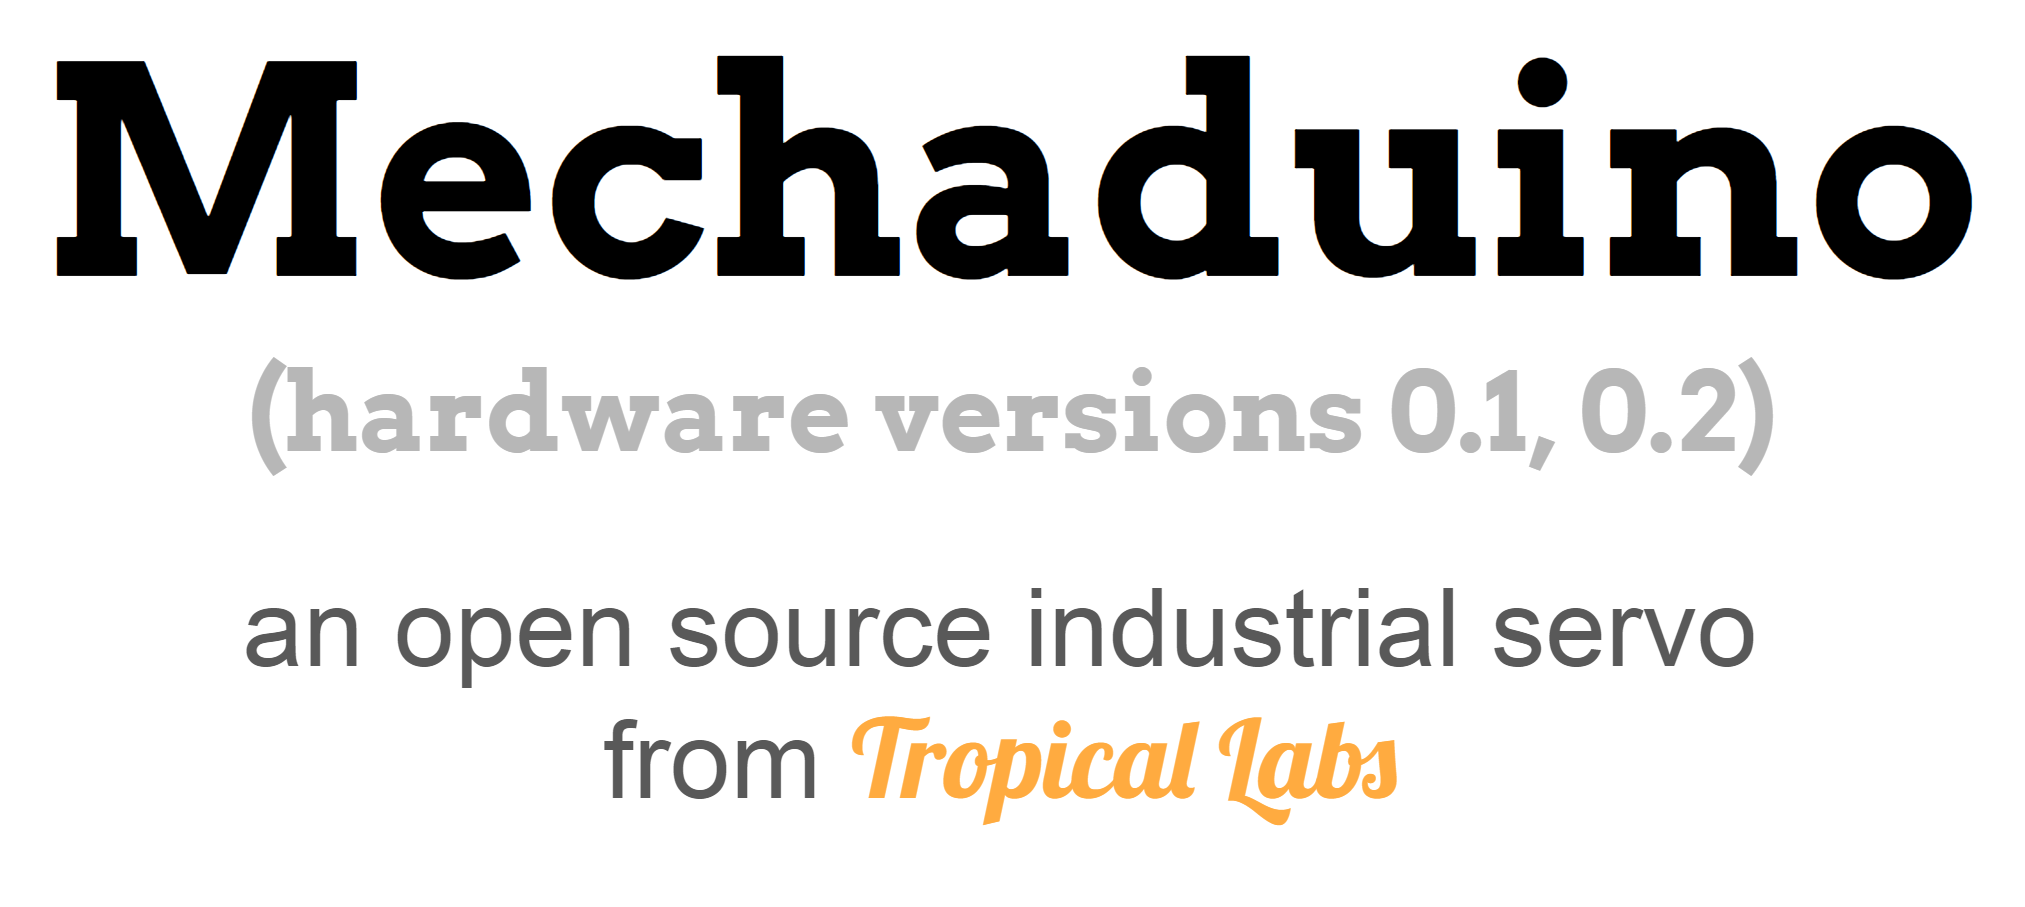 Mechaduino
(hardware versions 0.1, 0.2)
an open source industrial servo
from Tropical Labs